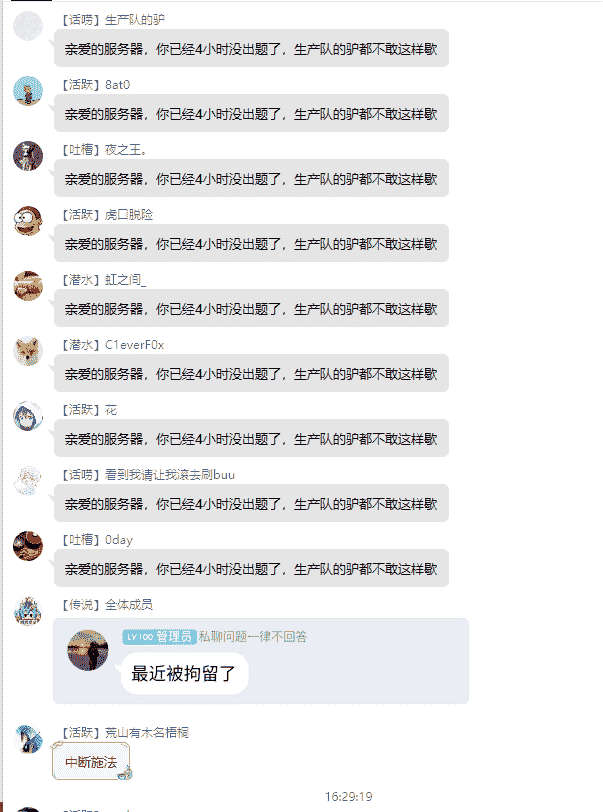 【话唠】生产队的驴
亲爱的服务器，你已经4小时没出题了，生产队的驴都不敢这样歇
【活跃】8at0
亲爱的服务器，你已经4小时没出题了，生产队的驴都不敢这样歇
【吐槽】夜之王。
亲爱的服务器，你已经4小时没出题了，生产队的驴都不敢这样歇
【活跃】虎口脱险
亲爱的服务器，你已经4小时没出题了，生产队的驴都不敢这样歇
【潜水】虹之间_
亲爱的服务器，你已经4小时没出题了，生产队的驴都不敢这样歇
【潜水】C1everF0x
亲爱的服务器，你已经4小时没出题了，生产队的驴都不敢这样歇
【活跃】花
亲爱的服务器，你已经4小时没出题了，生产队的驴都不敢这样歇
【话唠】看到我请让我滚去刷buu
亲爱的服务器，你已经4小时没出题了，生产队的驴都不敢这样歇
【吐槽】0day
亲爱的服务器，你已经4小时没出题了，生产队的驴都不敢这样歇
【传说】全体成员
LV100 管理员 私聊问题一律不回答
最近被拘留了
【活跃】荒山有木名梧桐
中断施法
16:29:19